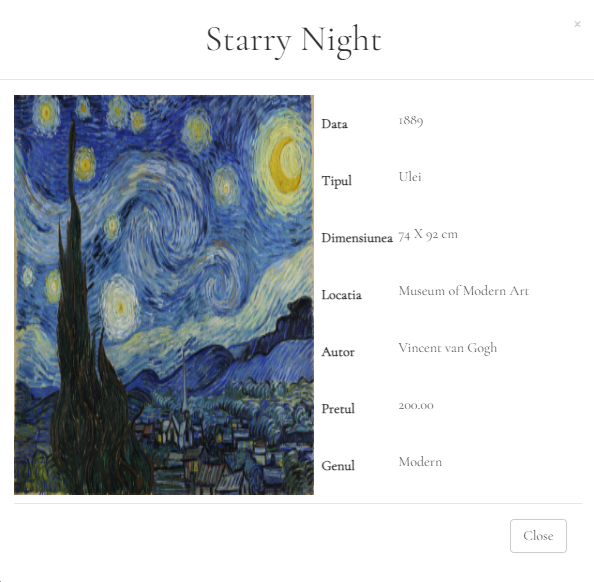 Starry Night
×
Data 1889
Tipul Ulei
Dimensiunea 74 X 92 cm
Locatia Museum of Modern Art
Autor Vincent van Gogh
Pretul 200.00
Genul Modern
Close